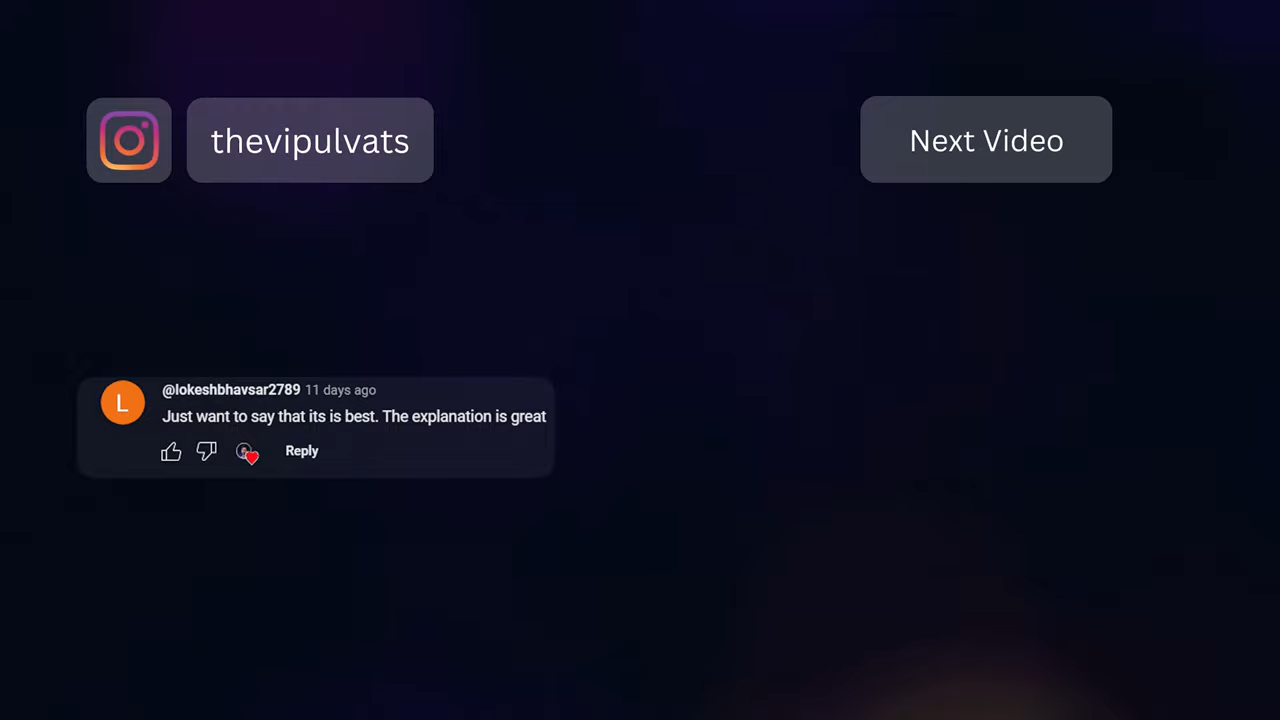 thevipulvats
Next Video
L
@lokeshbhavsar2789 11 days ago
Just want to say that its is best. The explanation is great
Reply